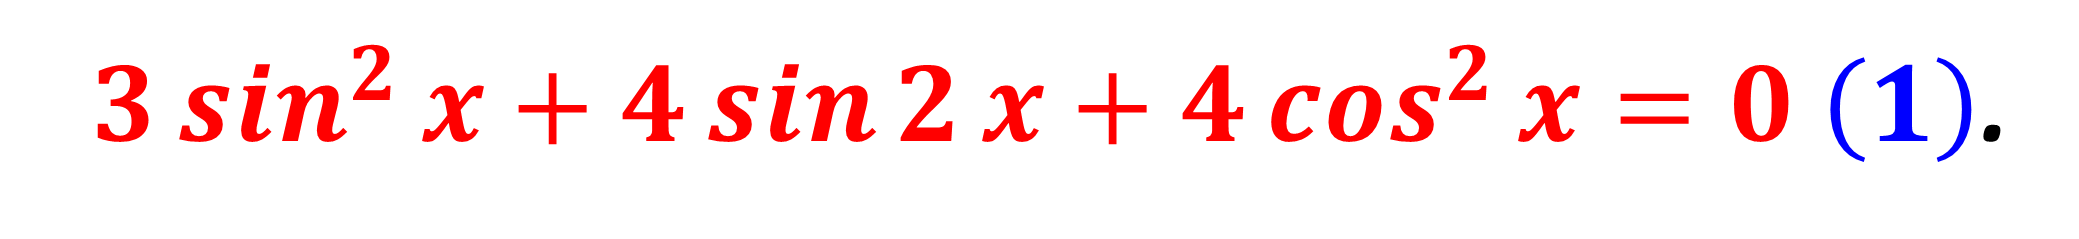 3 sin² x + 4 sin 2 x + 4 cos² x = 0 (1).